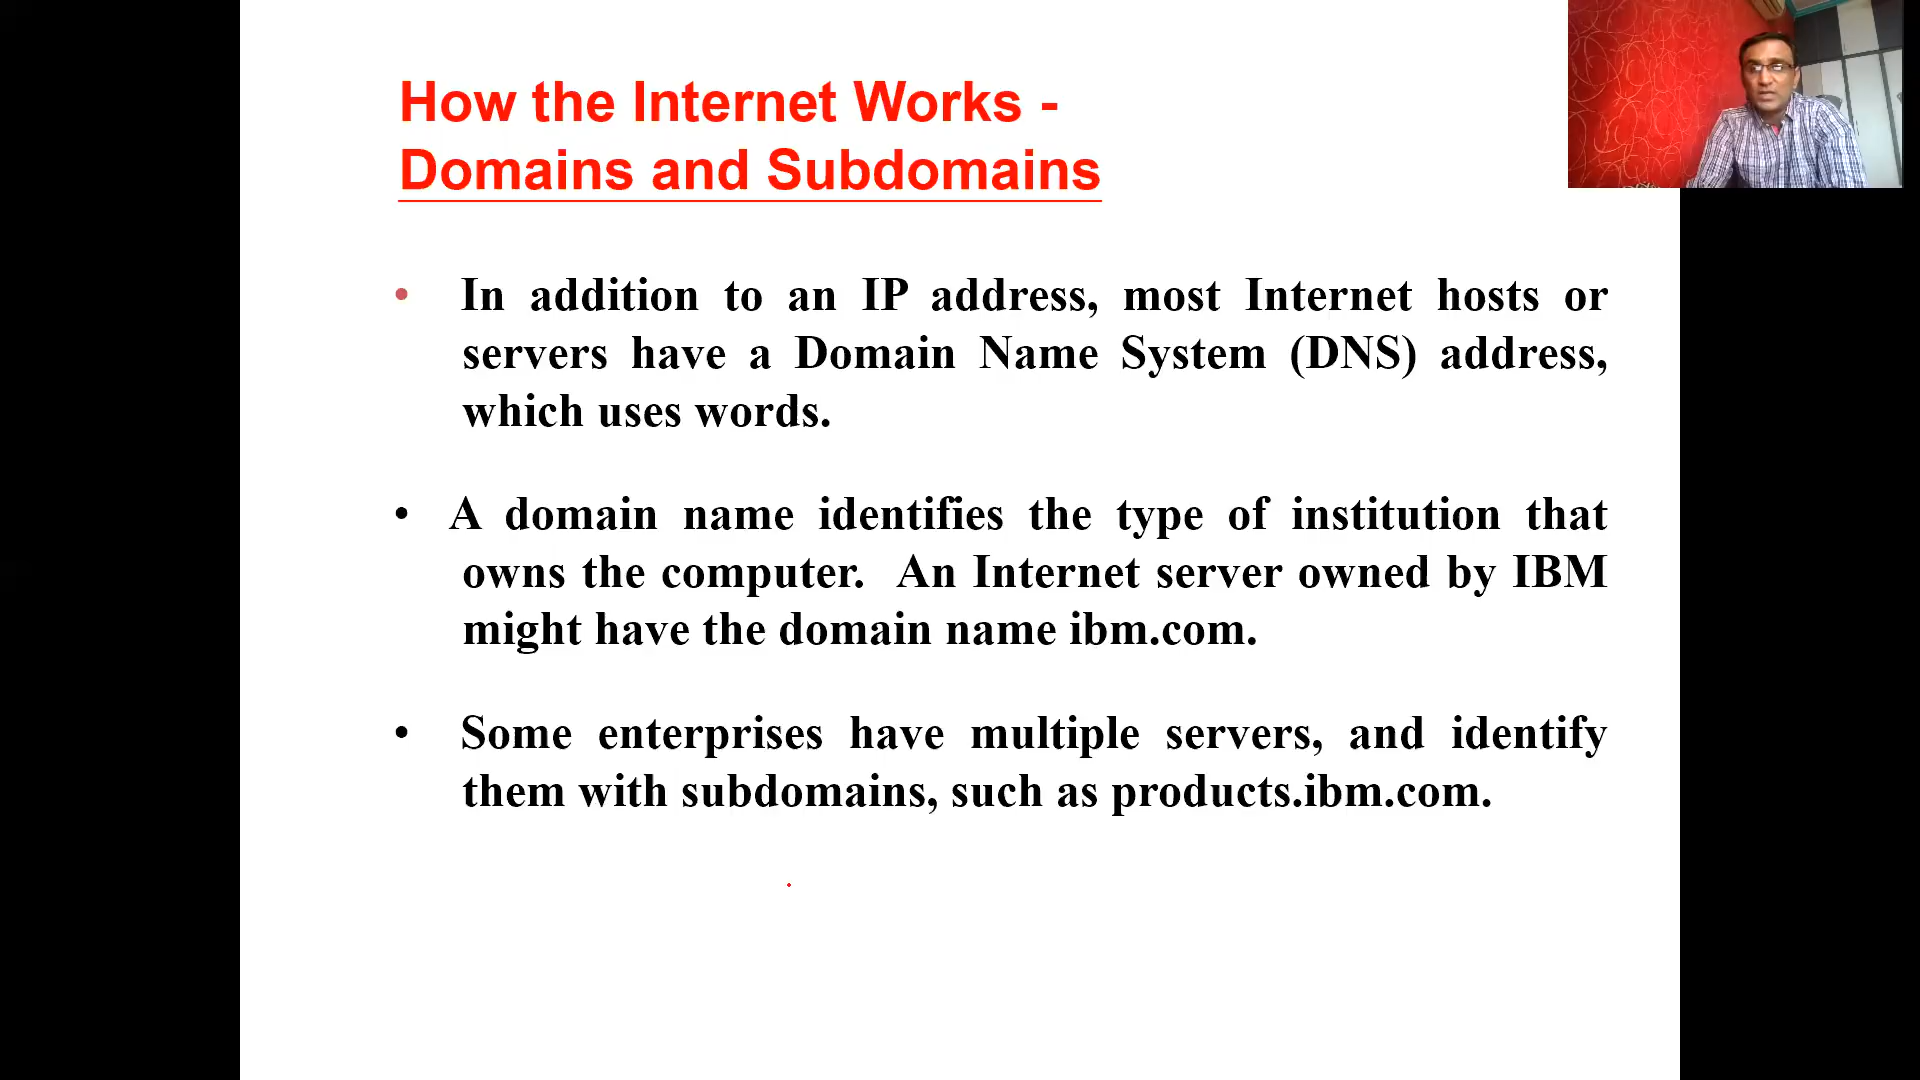 How the Internet Works -
Domains and Subdomains
• In addition to an IP address, most Internet hosts or
servers have a Domain Name System (DNS) address,
which uses words.
• A domain name identifies the type of institution that
owns the computer. An Internet server owned by IBM
might have the domain name ibm.com.
• Some enterprises have multiple servers, and identify
them with subdomains, such as products.ibm.com.